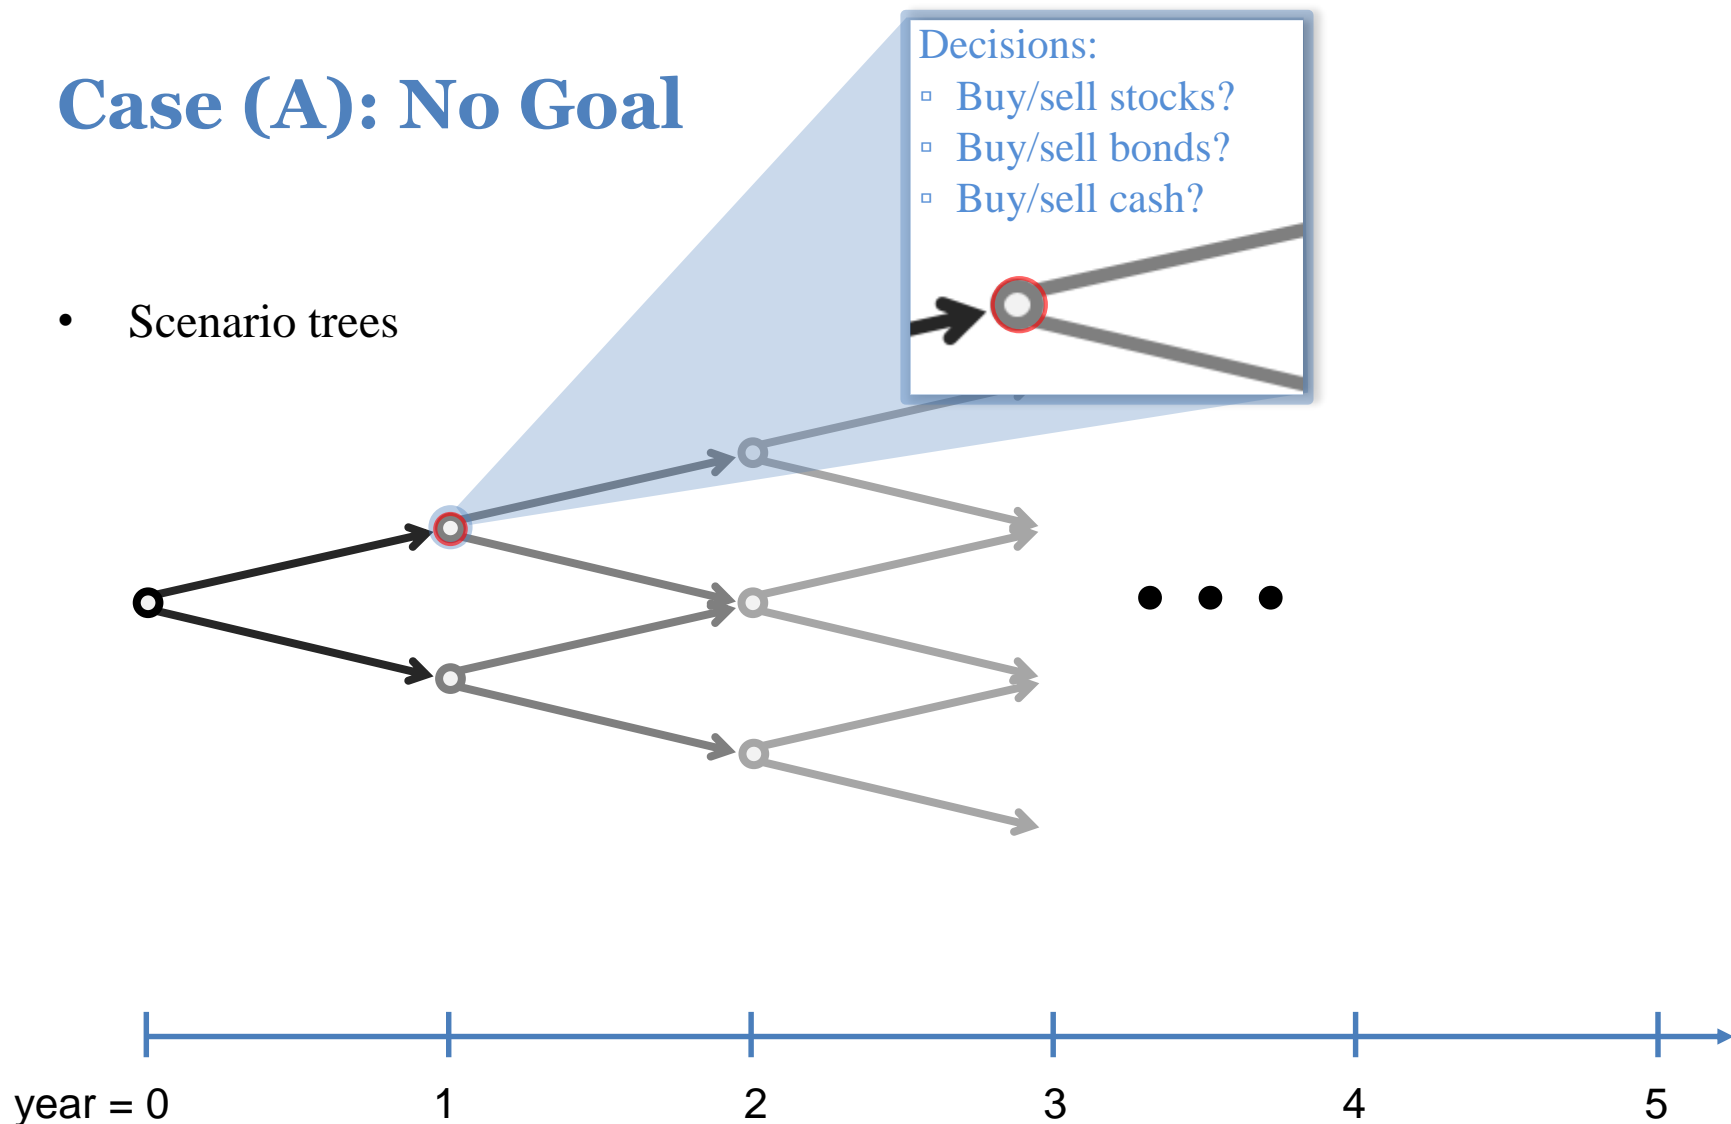 Case (A): No Goal
Decisions:
▫ Buy/sell stocks?
▫ Buy/sell bonds?
▫ Buy/sell cash?
• Scenario trees
year = 0 1 2 3 4 5